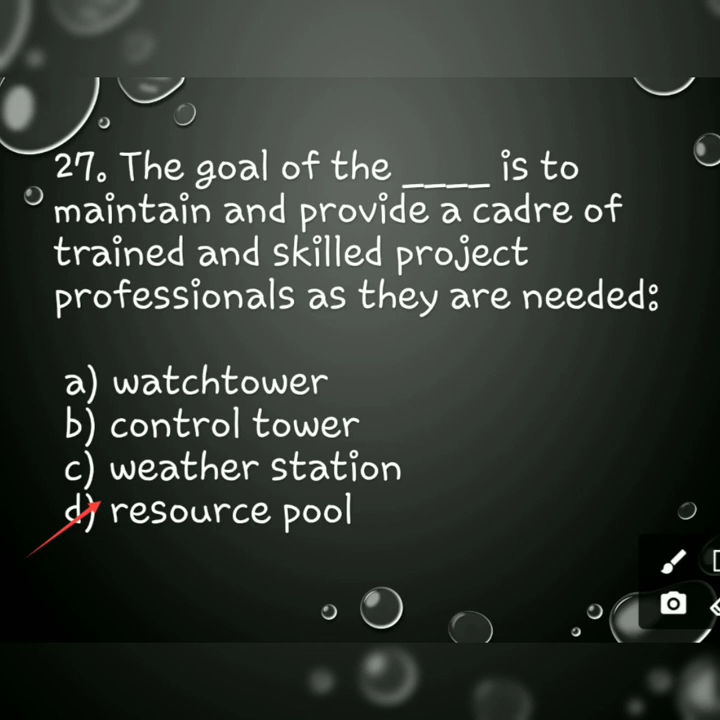 27. The goal of the ____ is to
maintain and provide a cadre of
trained and skilled project
professionals as they are needed:
a) watchtower
b) control tower
c) weather station
d) resource pool